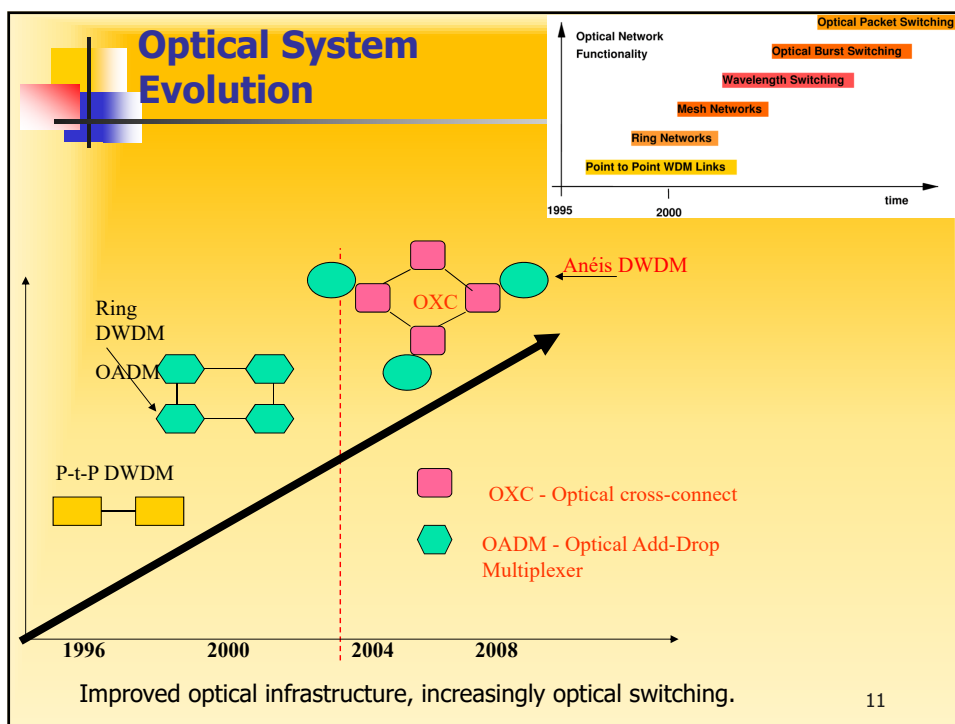 Optical System
Evolution
Optical Network
Functionality
Optical Packet Switching
Optical Burst Switching
Wavelength Switching
Mesh Networks
Ring Networks
Point to Point WDM Links
time
1995
2000
Anéis DWDM
OXC
Ring
DWDM
OADM
P-t-P DWDM
OXC - Optical cross-connect
OADM - Optical Add-Drop
Multiplexer
1996 2000 2004 2008
Improved optical infrastructure, increasingly optical switching.
11